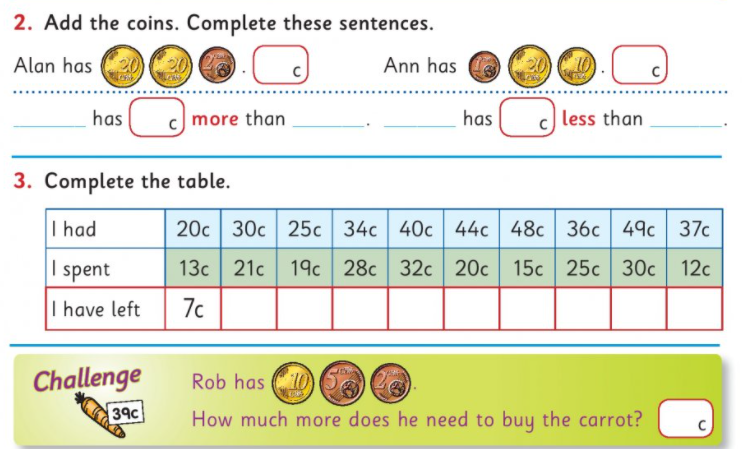 2. Add the coins. Complete these sentences.
Alan has 20 20 2 . c Ann has 1 20 10 . c
_______ has c more than _______. _______ has c less than _______.
3. Complete the table.
I had 20c 30c 25c 34c 40c 44c 48c 36c 49c 37c
I spent 13c 21c 19c 28c 32c 20c 15c 25c 30c 12c
I have left 7c
Challenge Rob has 10 5 2 .
39c
How much more does he need to buy the carrot? c